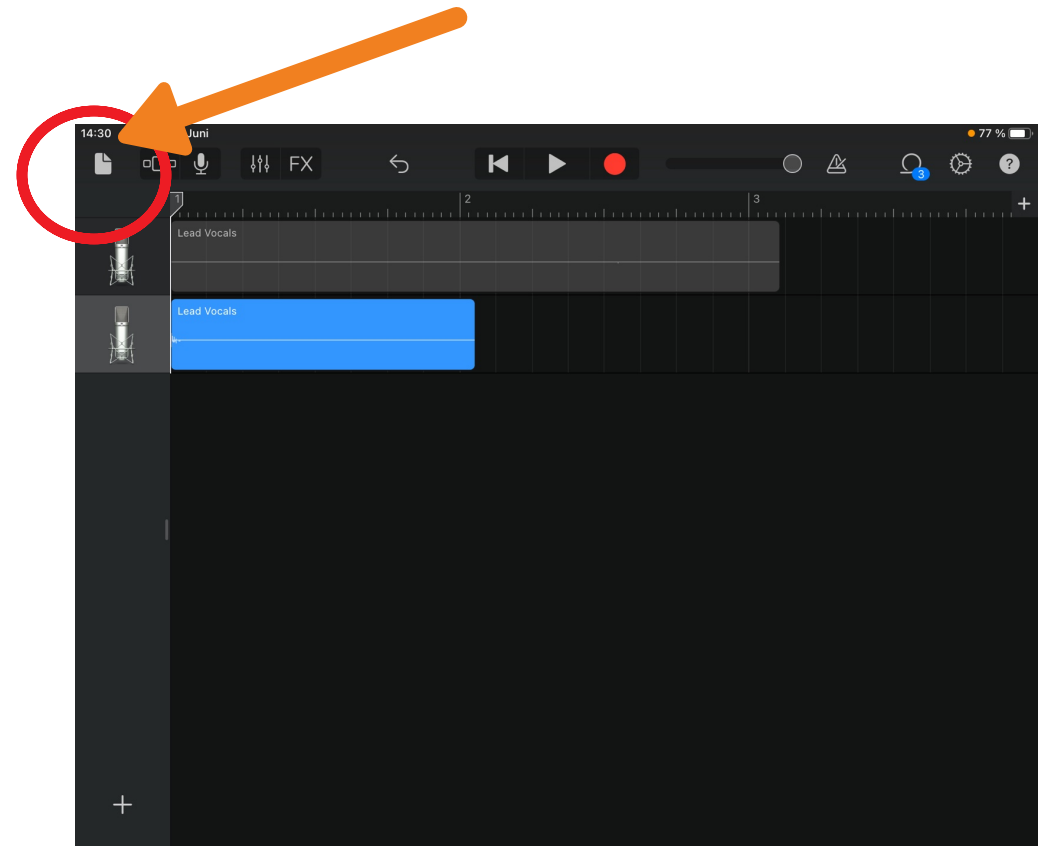 14:30 Juni 77 %
FX 3 ?
1 2 3 +
Lead Vocals
Lead Vocals
+